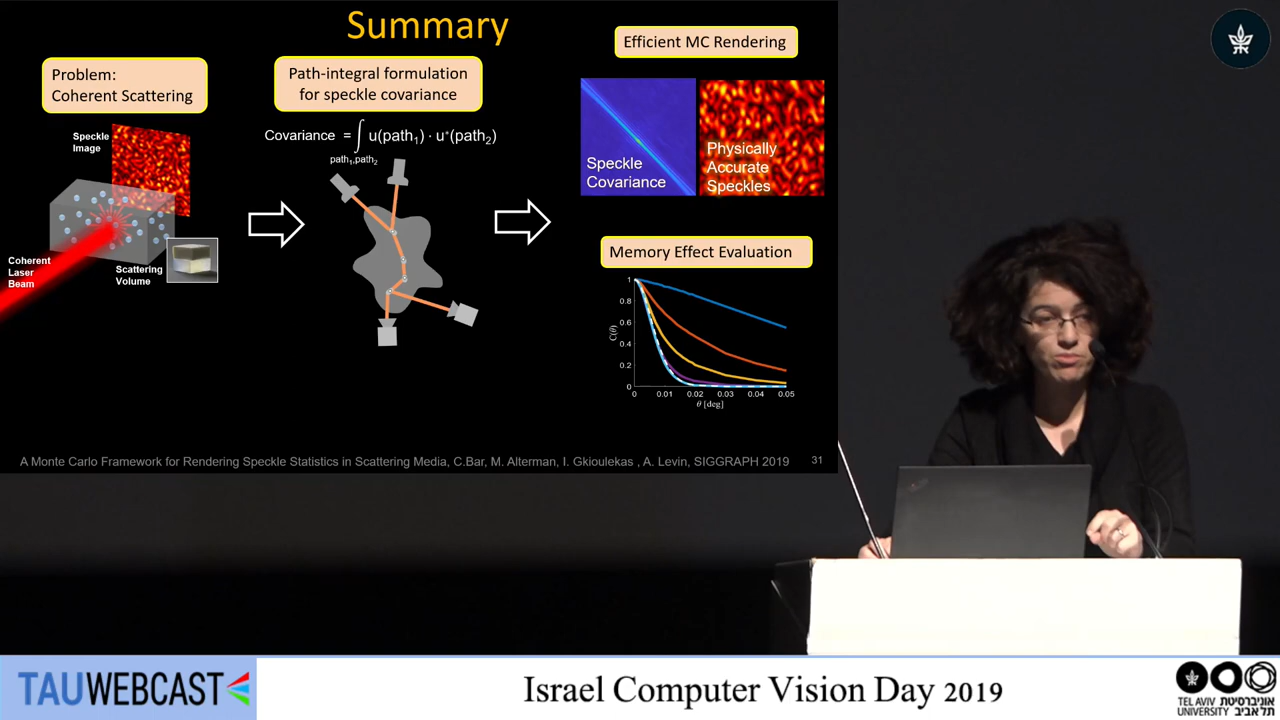 Summary
Problem:
Coherent Scattering
Speckle
Image
Coherent
Laser
Beam
Scattering
Volume
Path-integral formulation
for speckle covariance
Covariance = ∫ u(path₁) · u*(path₂)
path₁,path₂
Efficient MC Rendering
Speckle
Covariance
Physically
Accurate
Speckles
Memory Effect Evaluation
1
0.8
0.6
0.4
0.2
0
C(θ)
0 0.01 0.02 0.03 0.04 0.05
θ [deg]
A Monte Carlo Framework for Rendering Speckle Statistics in Scattering Media, C.Bar, M. Alterman, I. Gkioulekas , A. Levin, SIGGRAPH 2019 31
TAUWEBCAST
Israel Computer Vision Day 2019
TEL AVIV אוניברסיטת
UNIVERSITY תל אביב